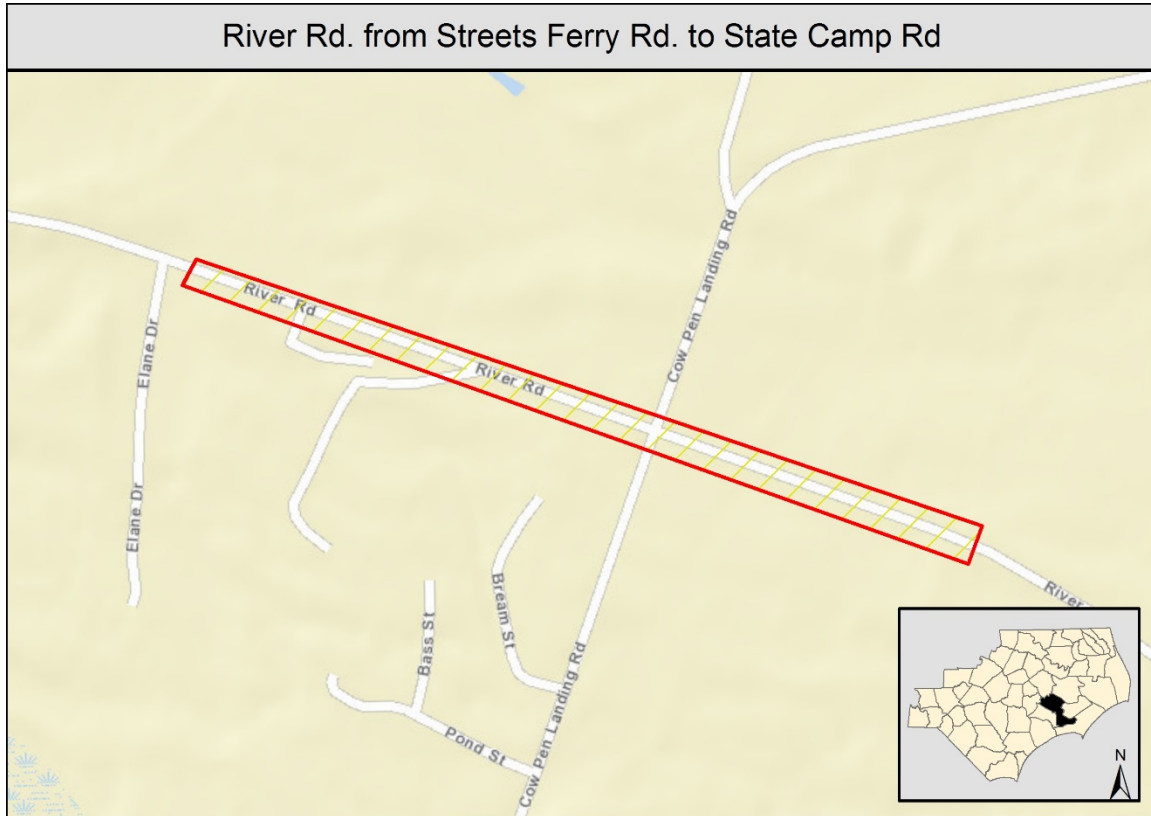 River Rd. from Streets Ferry Rd. to State Camp Rd
River Rd
River Rd
Cow Pen Landing Rd
Elane Dr
Elane Dr
Bream St
Bass St
Pond St
Cow Pen Landing Rd
River
N